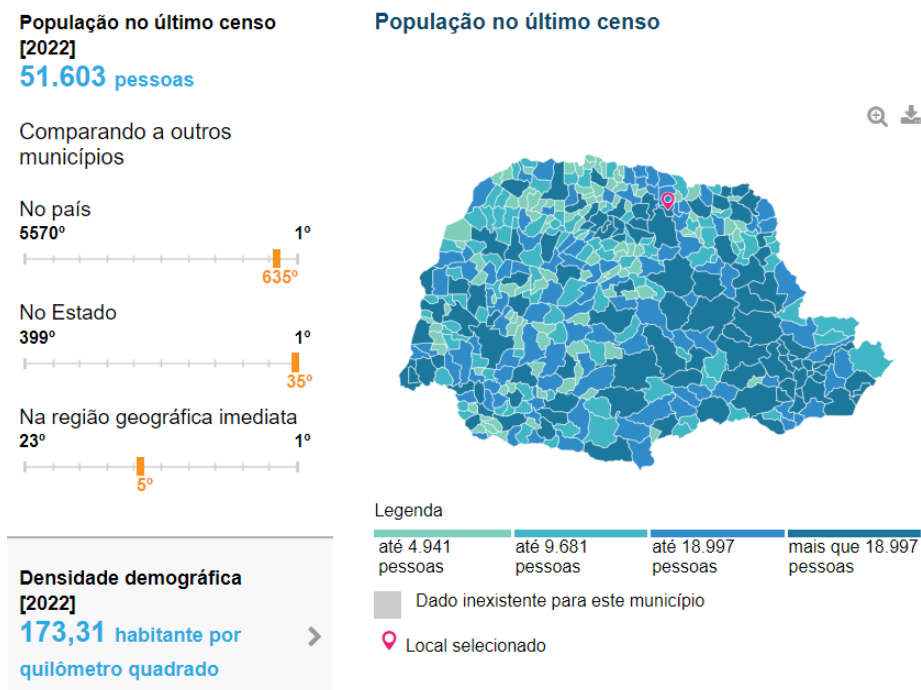 População no último censo
[2022]
51.603 pessoas
Comparando a outros
municípios
No país
5570º 1º
635º
No Estado
399º 1º
35º
Na região geográfica imediata
23º 1º
5º
Densidade demográfica
[2022]
173,31 habitante por
quilômetro quadrado
População no último censo
Legenda
até 4.941
pessoas
até 9.681
pessoas
até 18.997
pessoas
mais que 18.997
pessoas
Dado inexistente para este município
Local selecionado